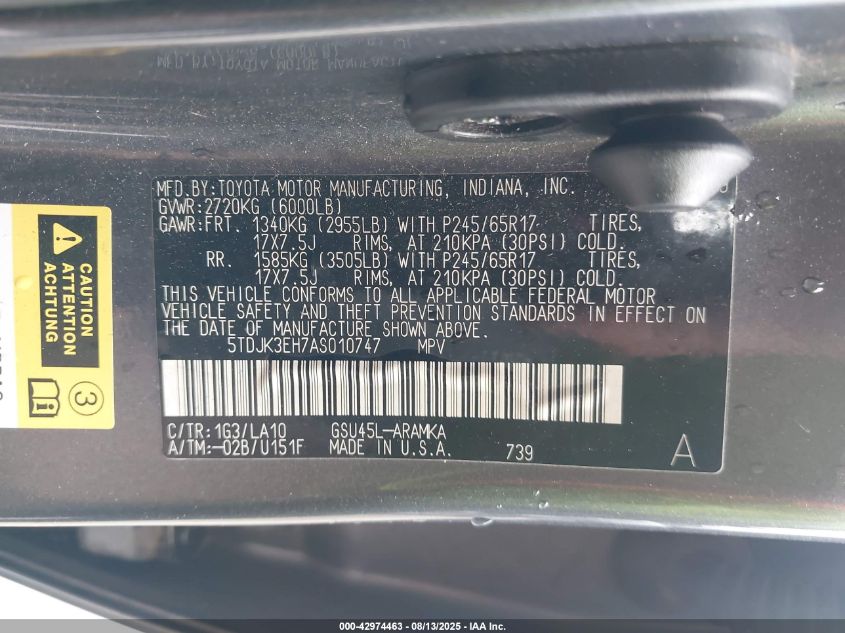 MFD.BY:TOYOTA MOTOR MANUFACTURING, INDIANA, INC.
GVWR:2720KG (6000LB)
GAWR:FRT. 1340KG (2955LB) WITH P245/65R17 TIRES,
17X7.5J RIMS, AT 210KPA (30PSI) COLD.
RR. 1585KG (3505LB) WITH P245/65R17 TIRES,
17X7.5J RIMS, AT 210KPA (30PSI) COLD.
THIS VEHICLE CONFORMS TO ALL APPLICABLE FEDERAL MOTOR
VEHICLE SAFETY AND THEFT PREVENTION STANDARDS IN EFFECT ON
THE DATE OF MANUFACTURE SHOWN ABOVE.
5TDJK3EH7AS010747 MPV
C/TR:1G3/LA10 GSU45L-ARAMKA
A/TM:-02B/U151F MADE IN U.S.A. 739 A
CAUTION
ATTENTION
ACHTUNG
3
000-42974463 - 08/13/2025 - IAA Inc.